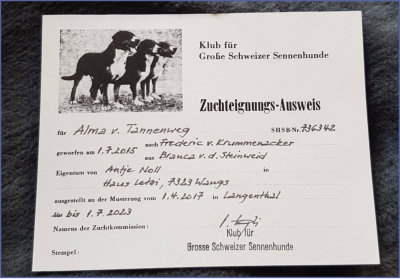 Klub für
Große Schweizer Sennenhunde
Zuchteignungs-Ausweis
für Alma v. Tannenweg SHSB-Nr. 736342
geworfen am 1.7.2015 nach Frederic v. Krummenacker
aus Bianca v.d. Steinweid
Eigentum von Antje Noll in
Haus Letzi, 7323 Wangs
ausgestellt an der Musterung vom 1.4.2017 in Langenthal
bis 1.7.2023
Namens der Zuchtkommission:
Klub für
Grosse Schweizer Sennenhunde
Stempel: